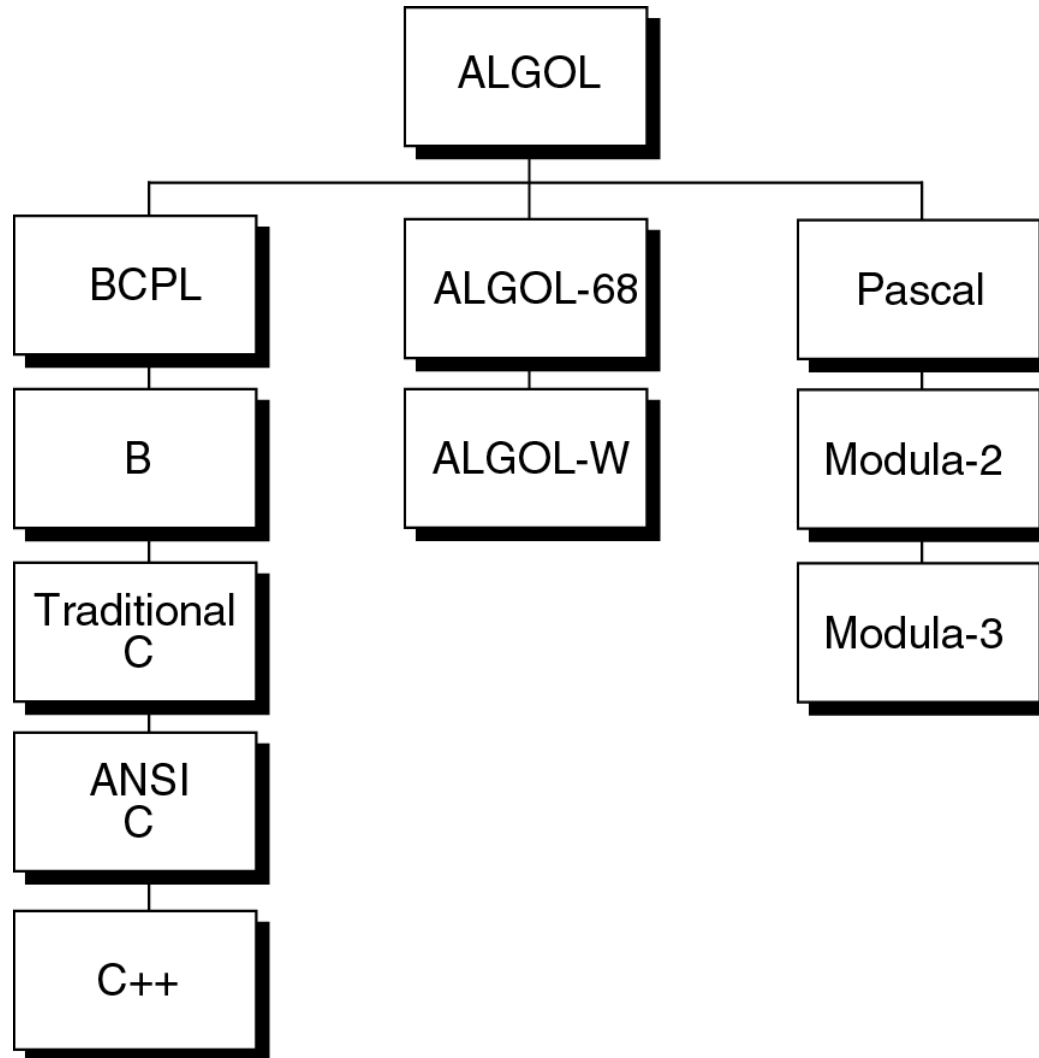 ALGOL
BCPL
ALGOL-68
Pascal
B
ALGOL-W
Modula-2
Traditional
C
Modula-3
ANSI
C
C++